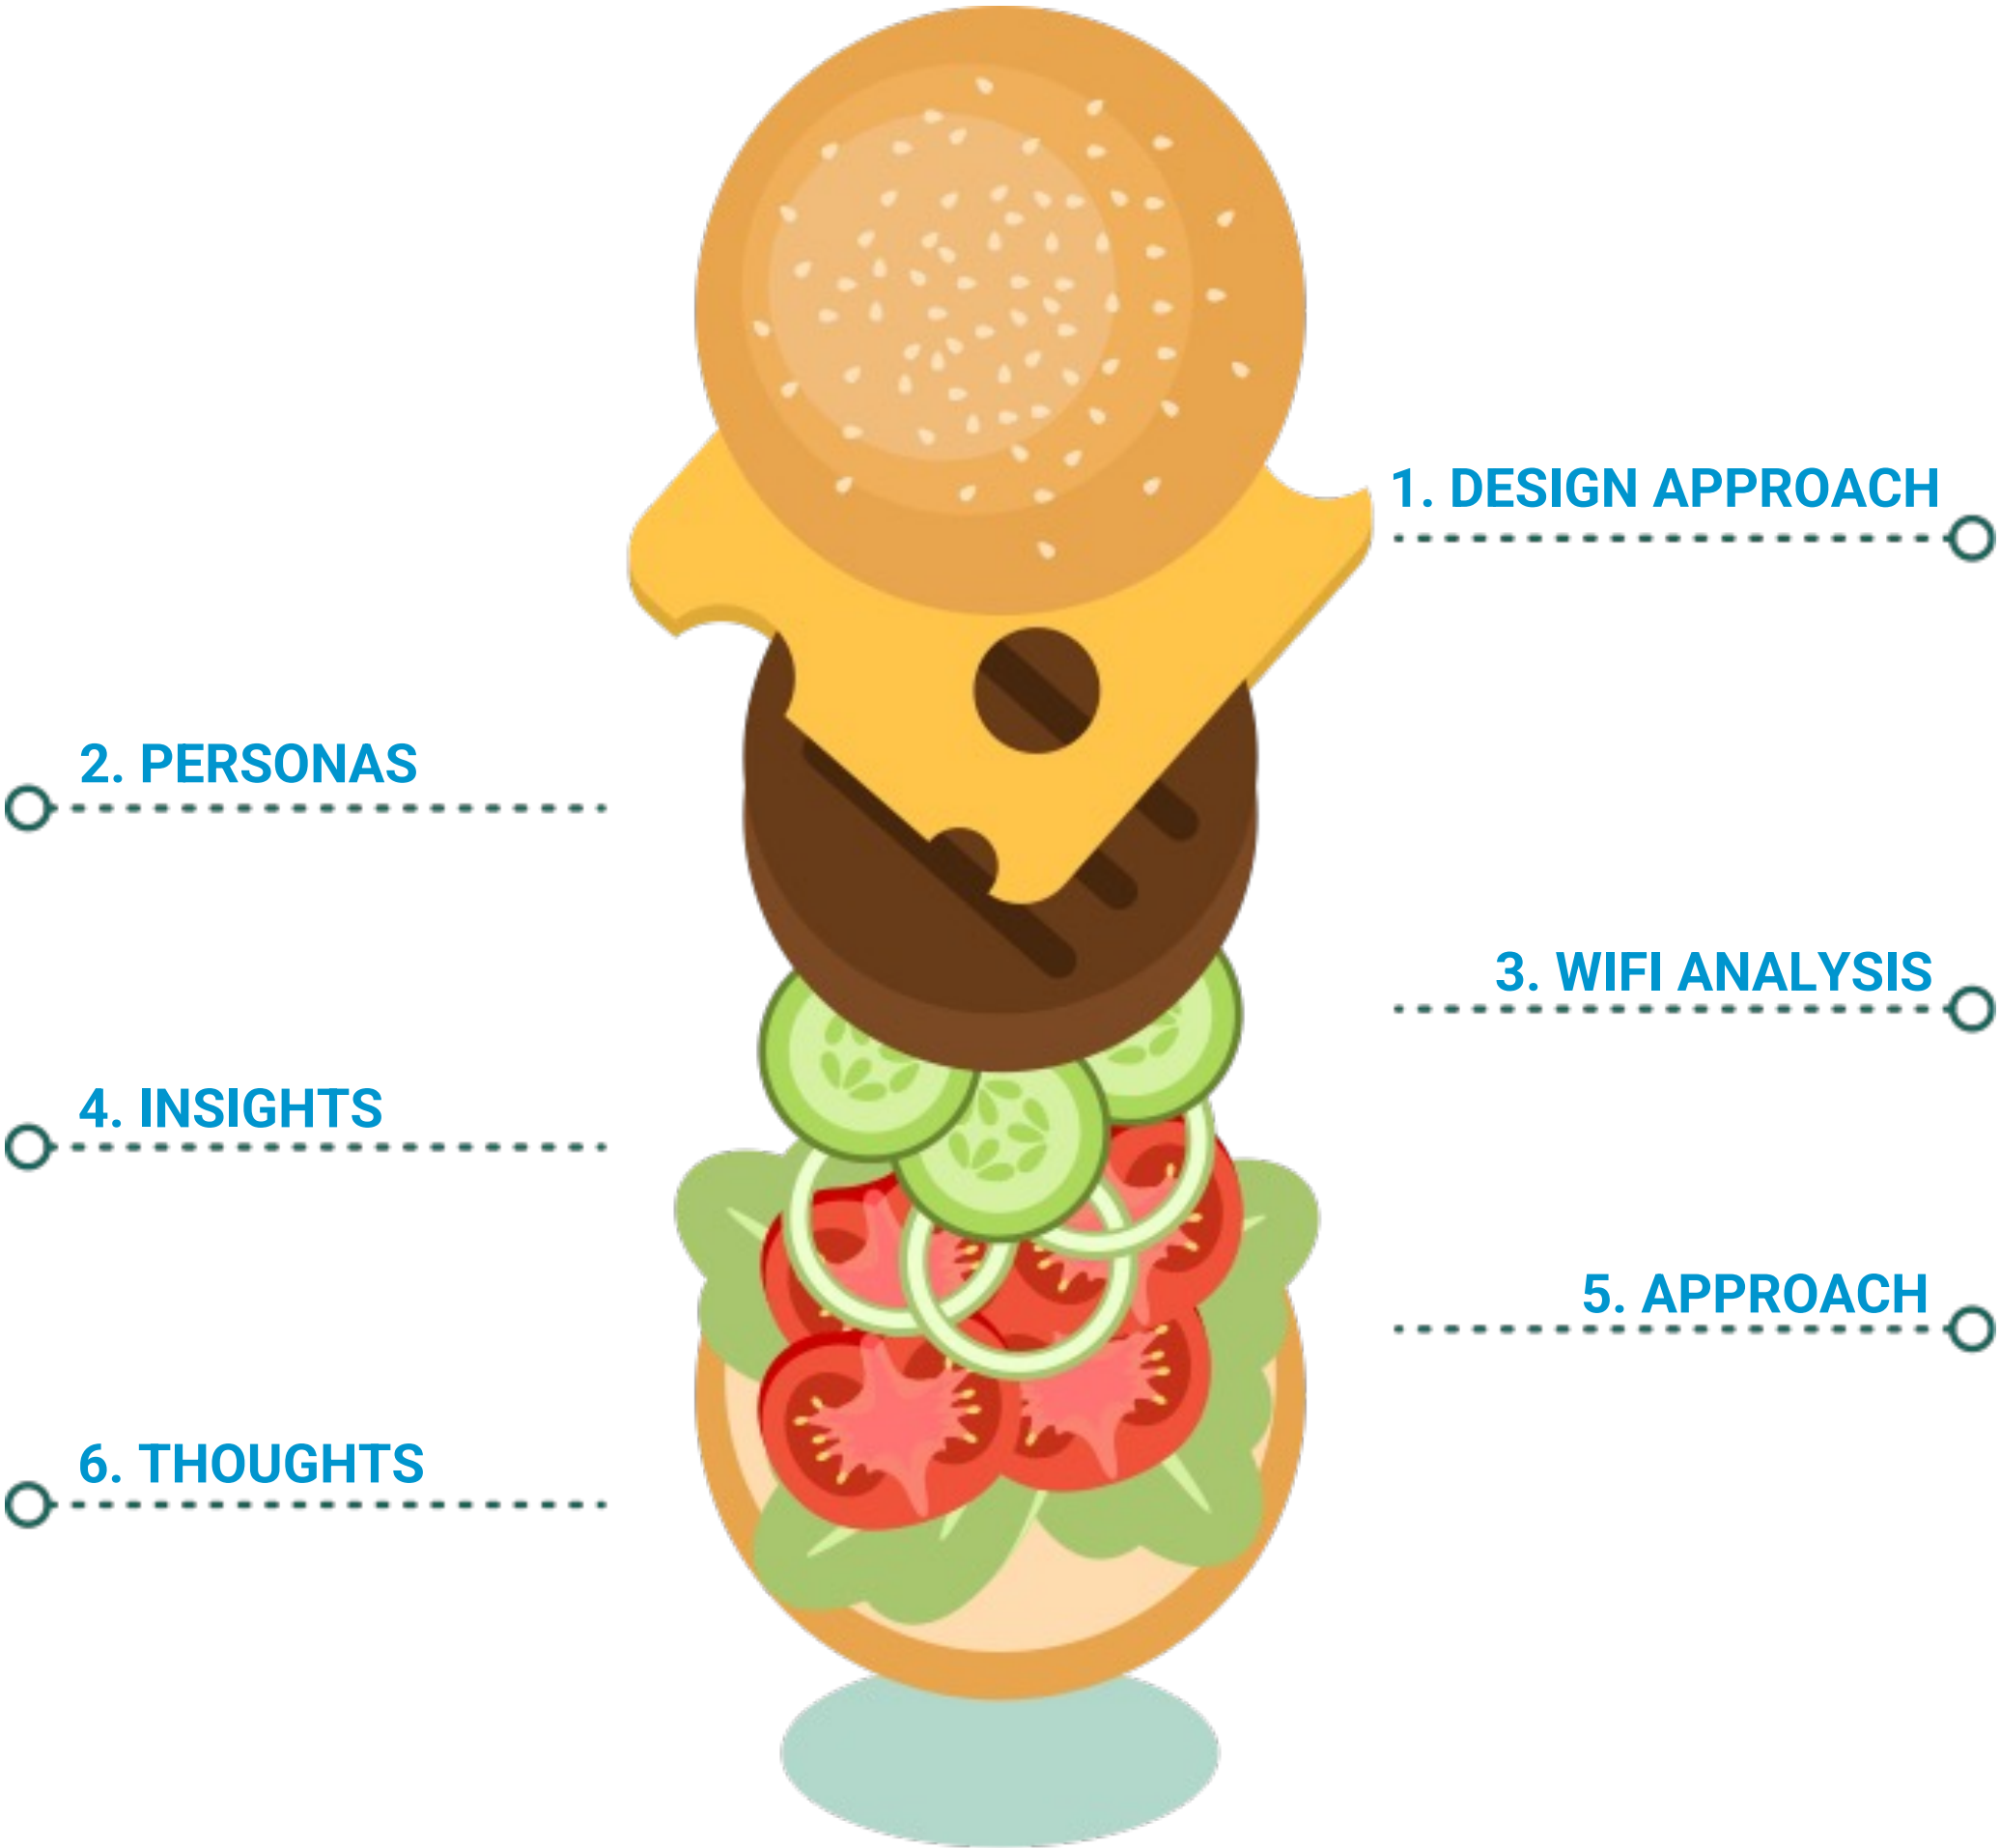 1. DESIGN APPROACH
2. PERSONAS
3. WIFI ANALYSIS
4. INSIGHTS
5. APPROACH
6. THOUGHTS